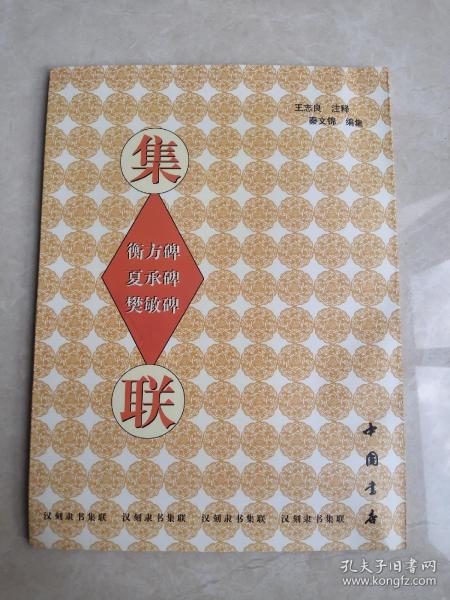 王志良 注释
秦文锦 编集
集
衡方碑
夏承碑
樊敏碑
联
中国书店
汉刻隶书集联 汉刻隶书集联 汉刻隶书集联 汉刻隶书集联
孔夫子旧书网
www.kongfz.com